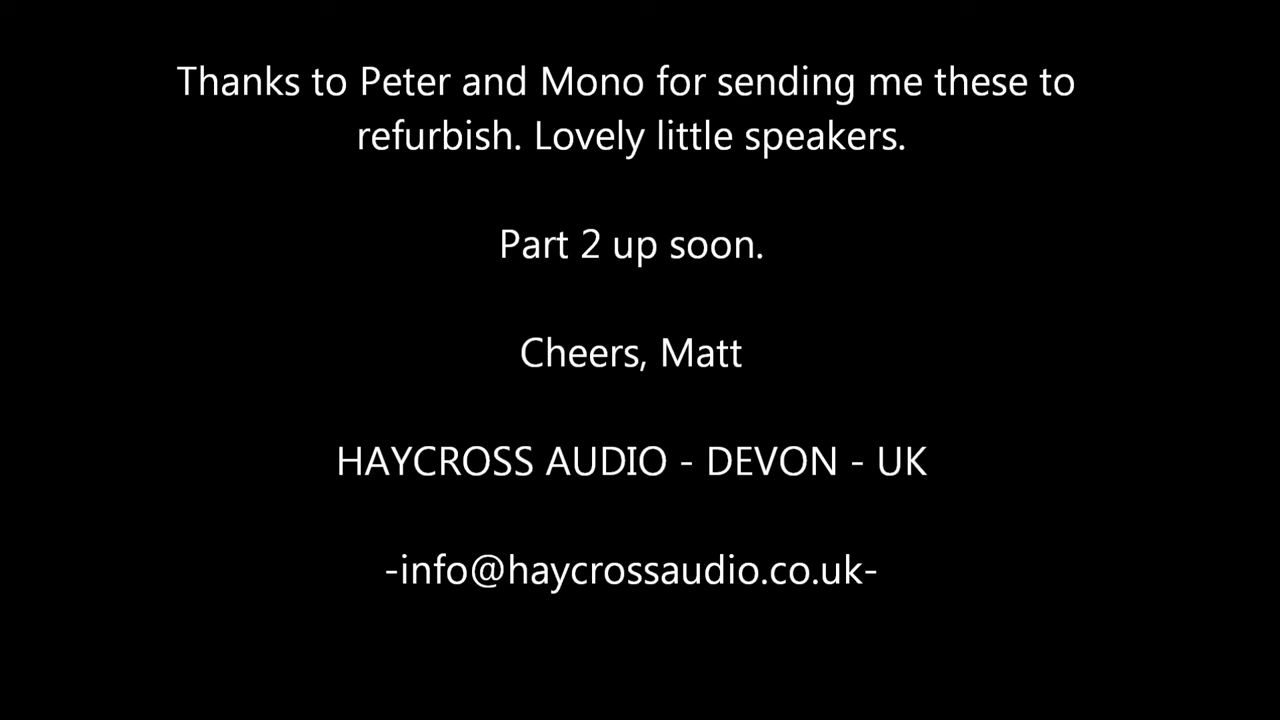 Thanks to Peter and Mono for sending me these to
refurbish. Lovely little speakers.
Part 2 up soon.
Cheers, Matt
HAYCROSS AUDIO - DEVON - UK
-info@haycrossaudio.co.uk-